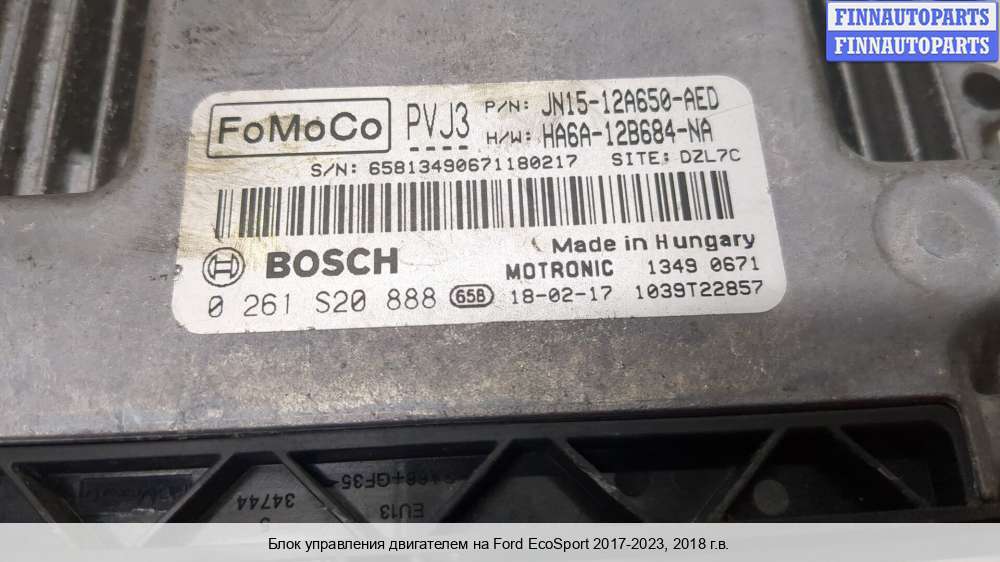 FINNAUTOPARTS
FINNAUTOPARTS
FoMoCo PVJ3 P/N: JN15-12A650-AED
H/W: HA6A-12B684-NA
S/N: 65813490671180217 SITE: DZL7C
BOSCH Made in Hungary
MOTRONIC 1349 0671
0 261 S20 888 658 18-02-17 1039T22857
+GF35
34744
EU13
Блок управления двигателем на Ford EcoSport 2017-2023, 2018 г.в.